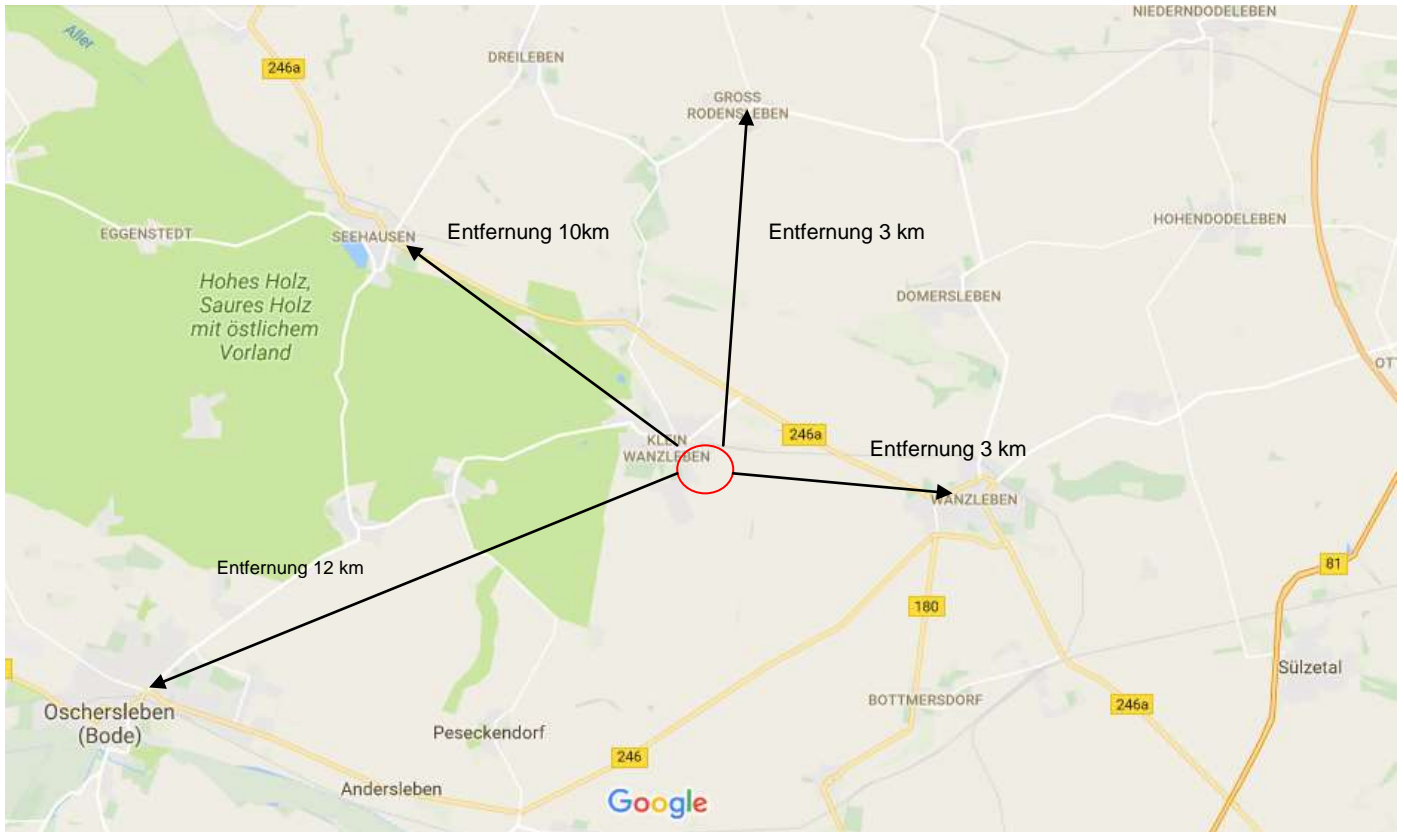 NIEDERNDODELEBEN
Aller
246a
DREILEBEN
GROSS
RODENSLEBEN
EGGENSTEDT
SEEHAUSEN
Entfernung 10km
Entfernung 3 km
HOHENDODELEBEN
Hohes Holz,
Saures Holz
mit östlichem
Vorland
DOMERSLEBEN
OT
246a
KLEIN
WANZLEBEN
Entfernung 3 km
WANZLEBEN
Entfernung 12 km
81
180
Sülzetal
Oschersleben
(Bode)
BOTTMERSDORF
246a
Peseckendorf
246
Andersleben
Google